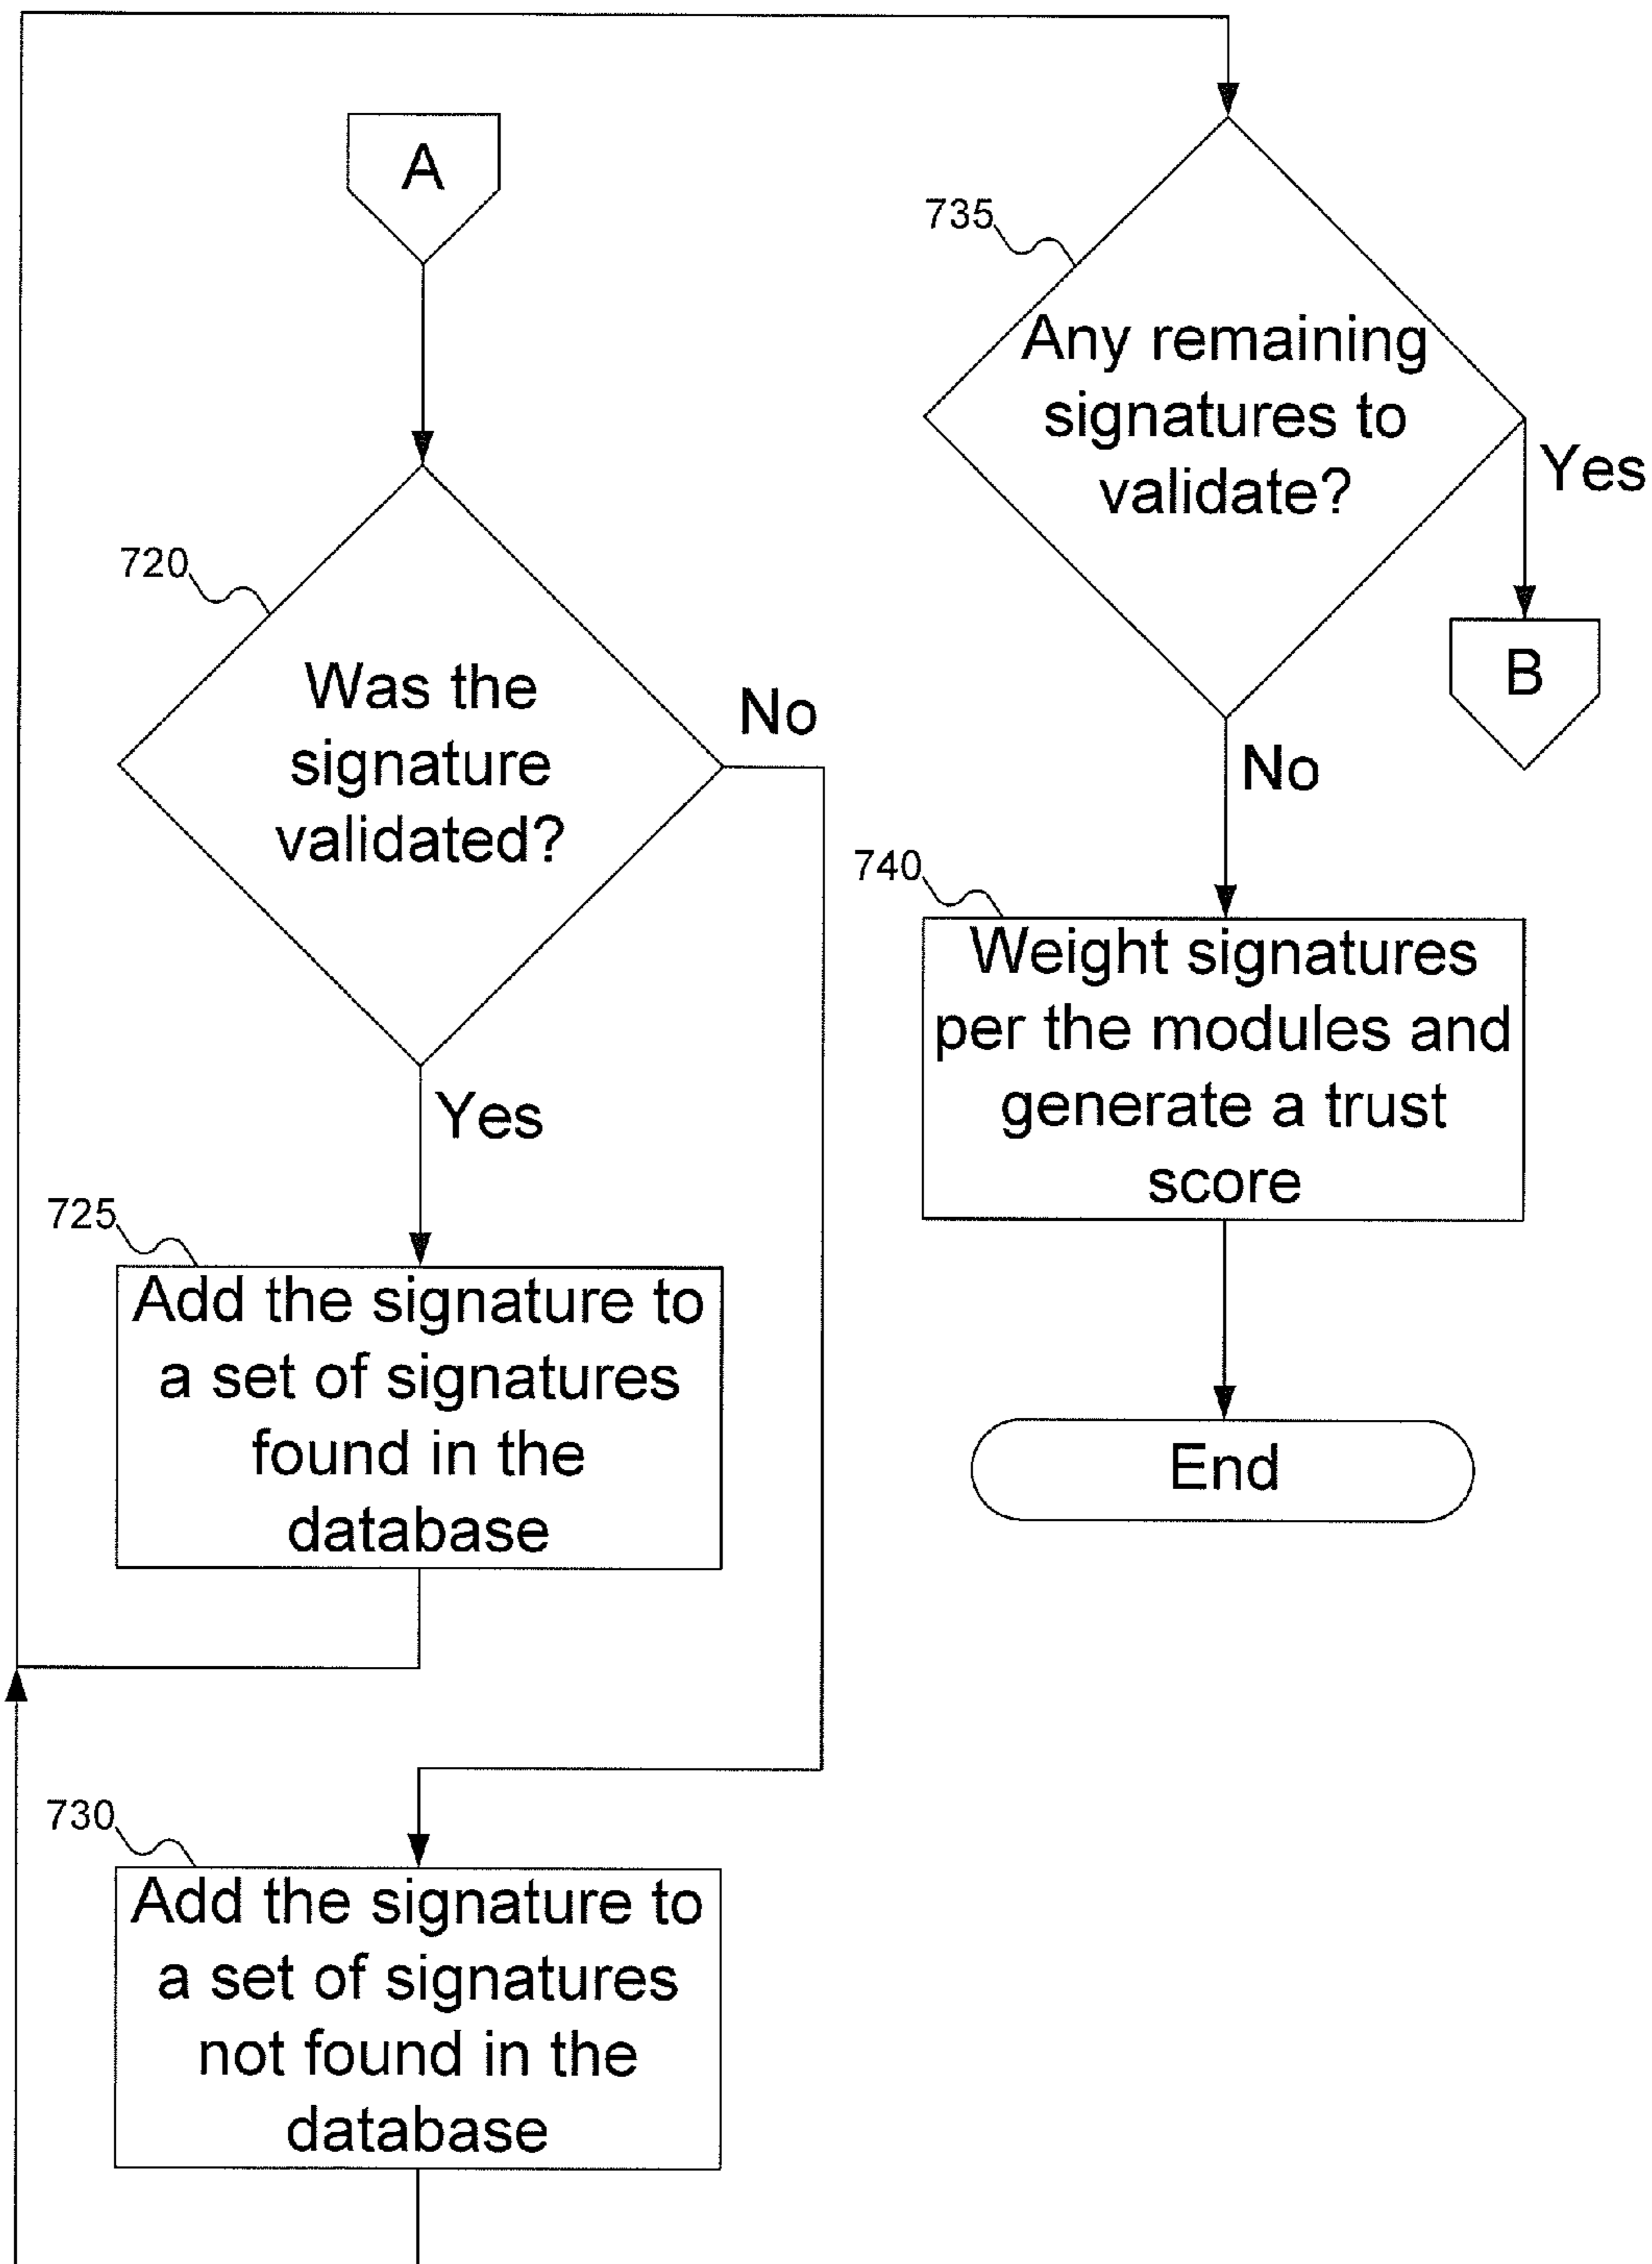 A
720
Was the
signature
validated?
No
Yes
725
Add the signature to
a set of signatures
found in the
database
730
Add the signature to
a set of signatures
not found in the
database
735
Any remaining
signatures to
validate?
Yes
B
No
740
Weight signatures
per the modules and
generate a trust
score
End